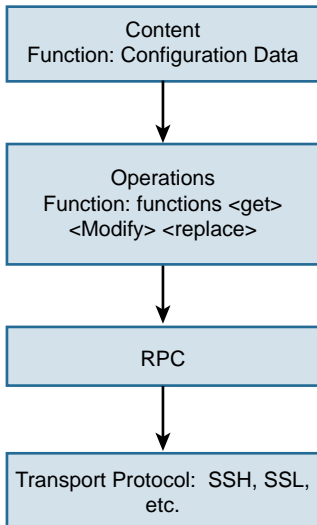 Content
Function: Configuration Data
Operations
Function: functions <get>
<Modify> <replace>
RPC
Transport Protocol:  SSH, SSL,
etc.